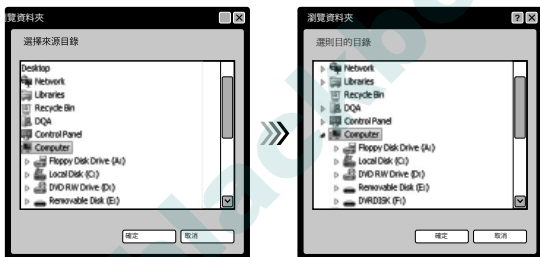 覽資料夾
選擇來源目錄
Desktop
Network
Libraries
Recycle Bin
DQA
Control Panel
Computer
Floppy Disk Drive (A:)
Local Disk (C:)
DVD RW Drive (D:)
Removable Disk (E:)
確定
取消
瀏覽資料夾
選則目的目錄
Network
Libraries
Recycle Bin
DQA
Control Panel
Computer
Floppy Disk Drive (A:)
Local Disk (C:)
DVD RW Drive (D:)
Removable Disk (E:)
DVRDISK (F:)
確定
取消